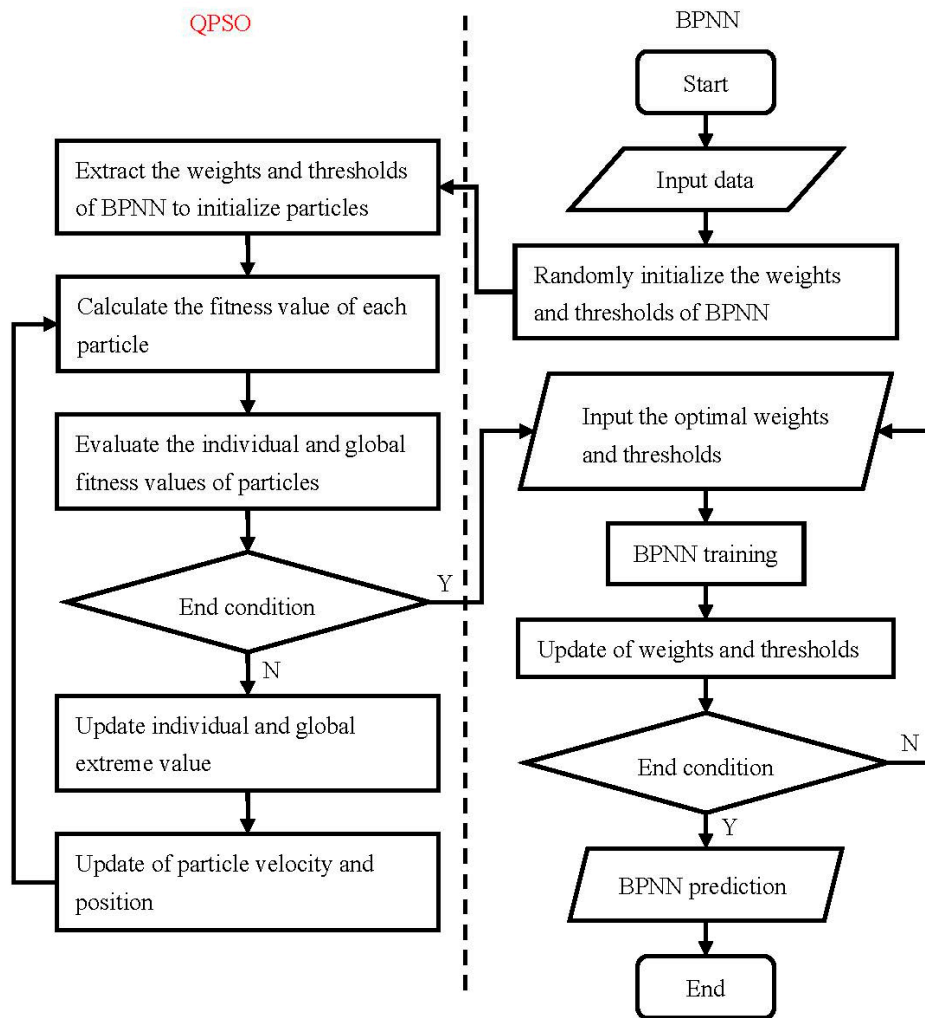 QPSO
BPNN
Start
Input data
Randomly initialize the weights
and thresholds of BPNN
Extract the weights and thresholds
of BPNN to initialize particles
Calculate the fitness value of each
particle
Evaluate the individual and global
fitness values of particles
End condition
Y
N
Update individual and global
extreme value
Update of particle velocity and
position
Input the optimal weights
and thresholds
BPNN training
Update of weights and thresholds
End condition
N
Y
BPNN prediction
End